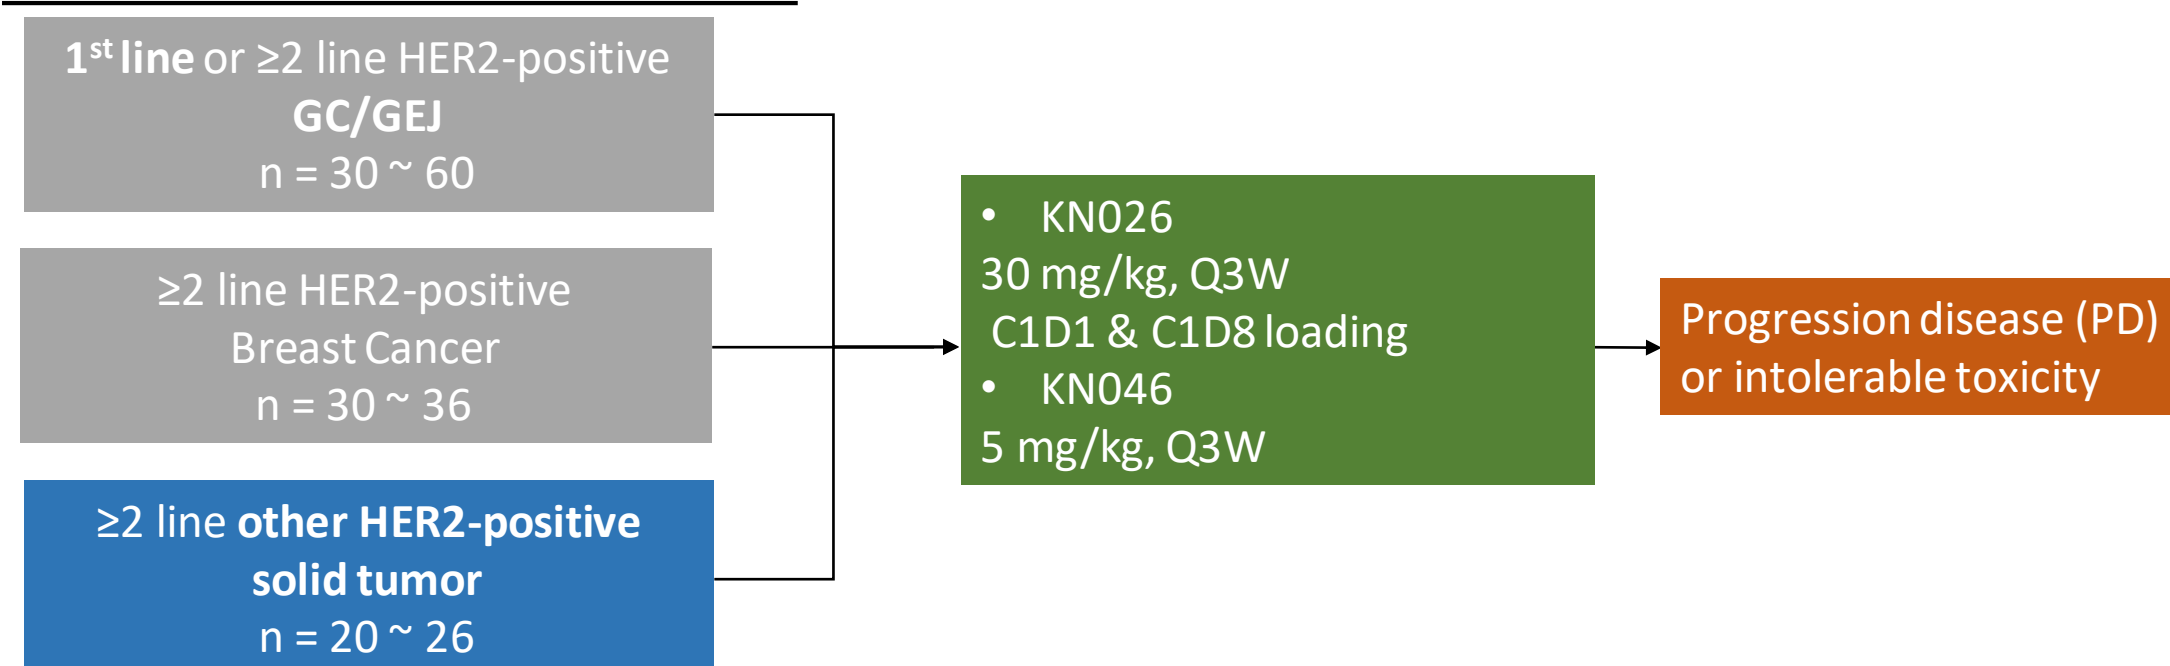 1st line or ≥2 line HER2-positive
GC/GEJ
n = 30 ~ 60
≥2 line HER2-positive
Breast Cancer
n = 30 ~ 36
≥2 line other HER2-positive
solid tumor
n = 20 ~ 26
• KN026
30 mg/kg, Q3W
C1D1 & C1D8 loading
• KN046
5 mg/kg, Q3W
Progression disease (PD)
or intolerable toxicity